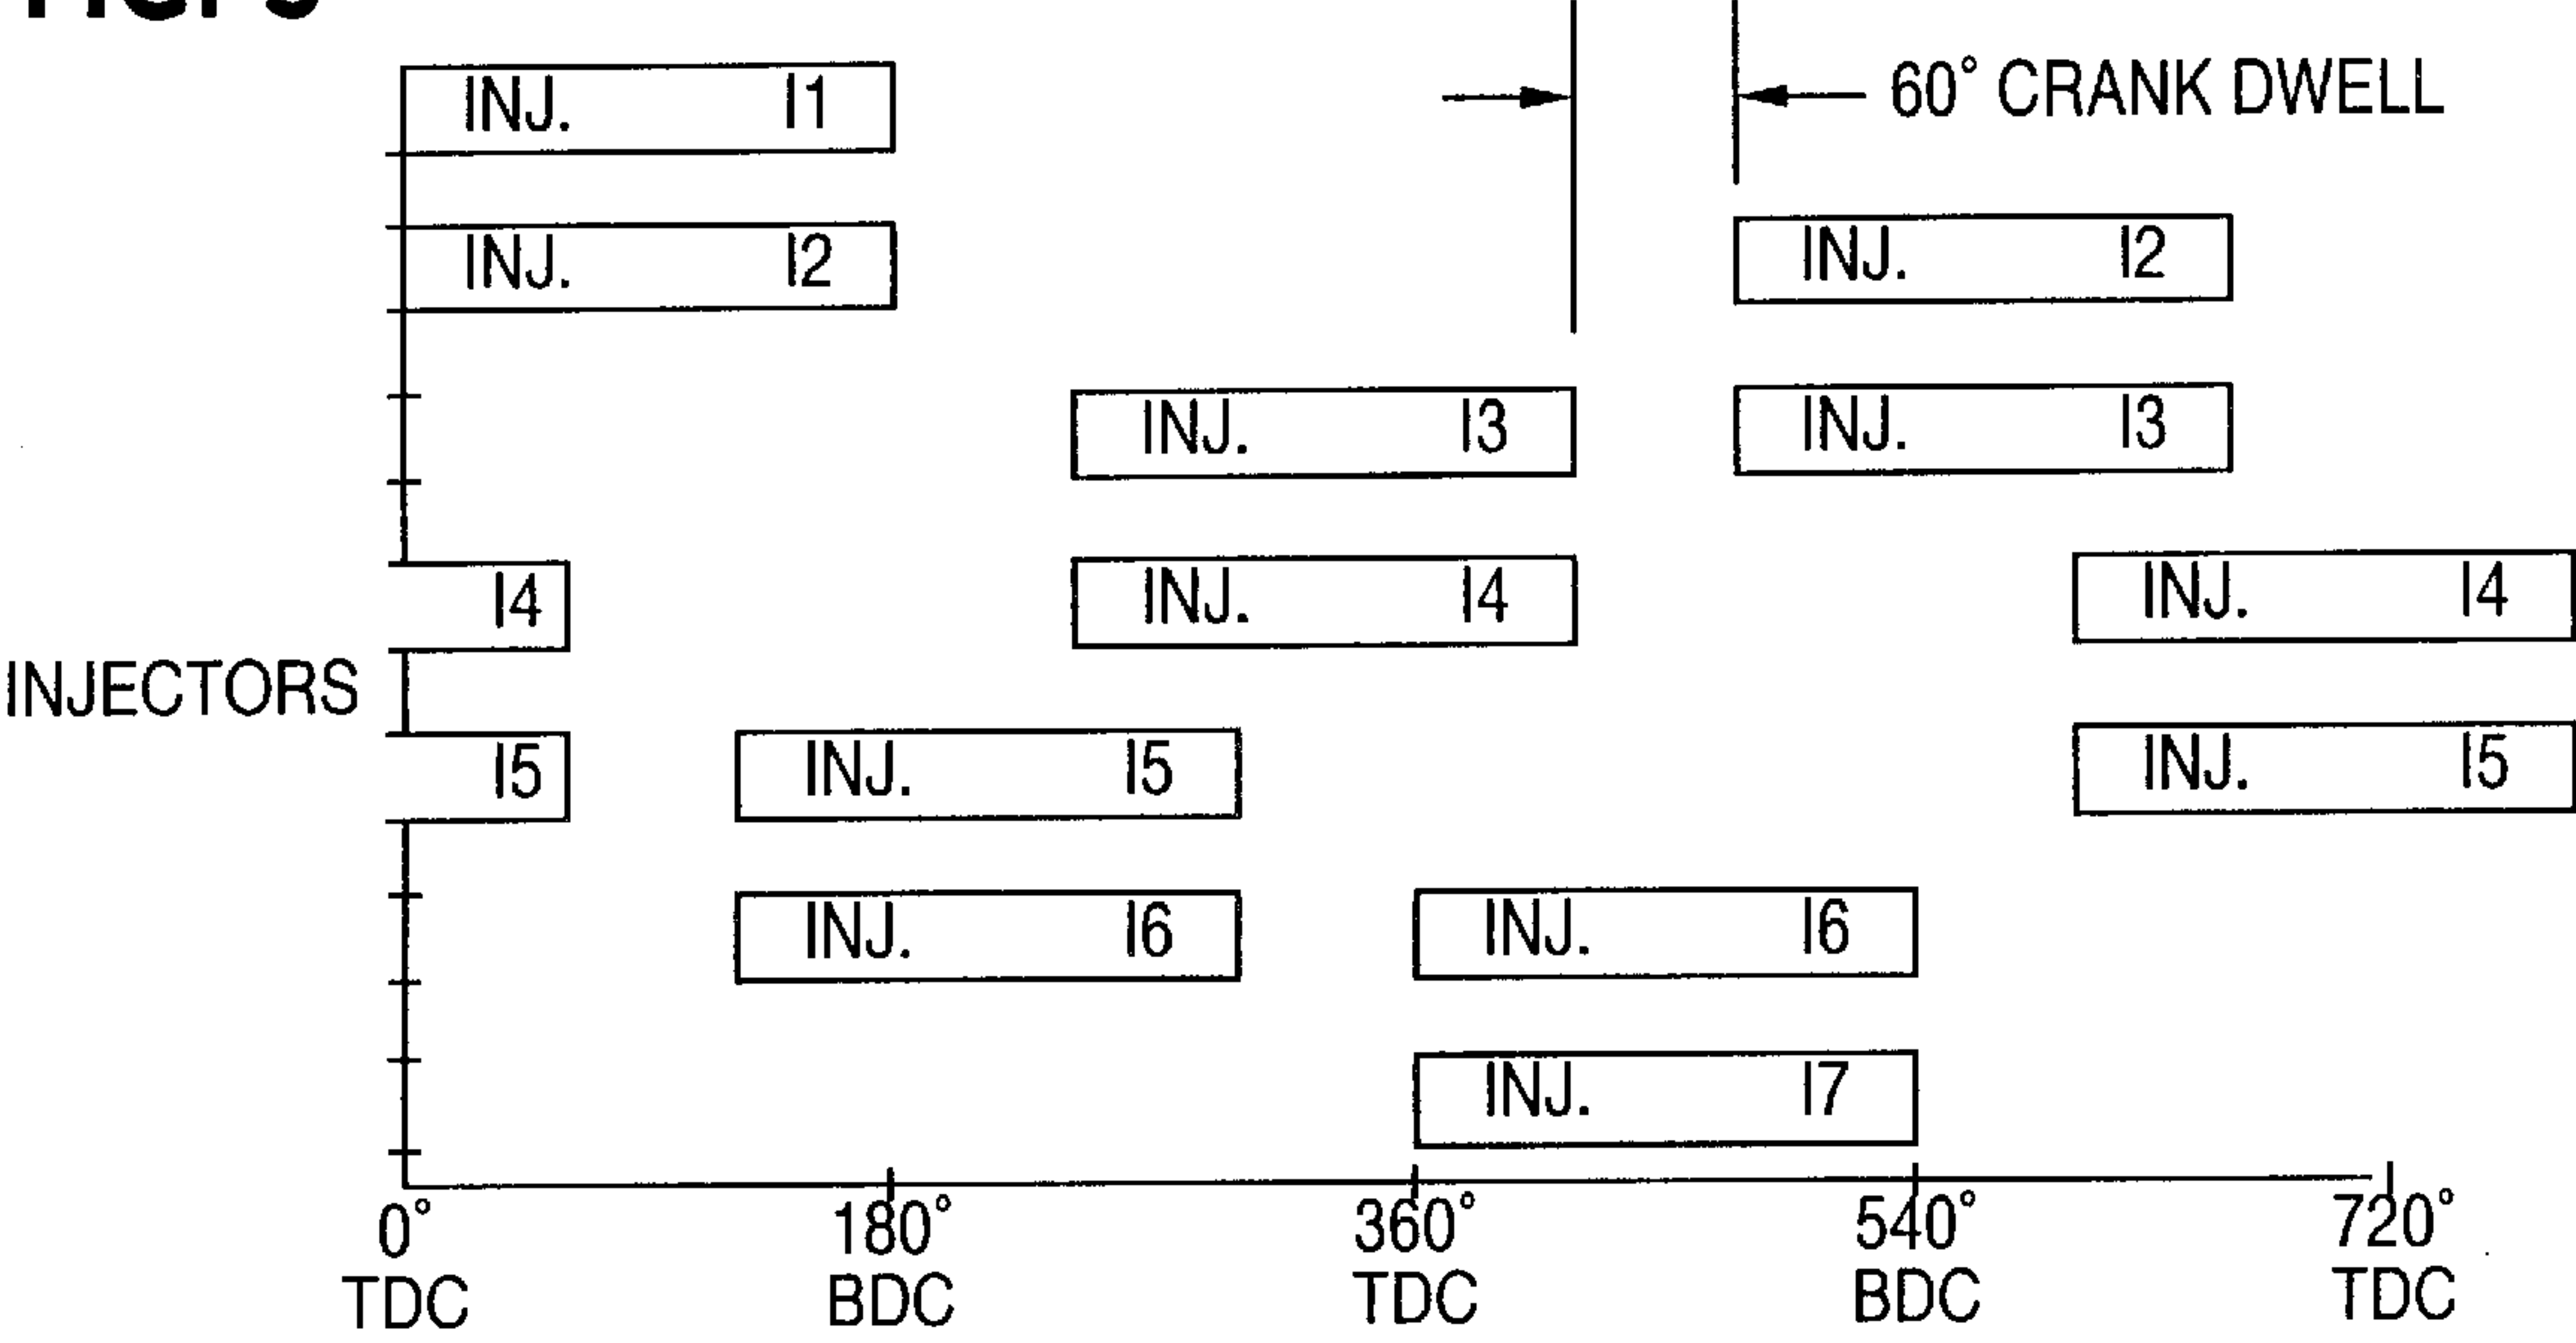 INJ. I1
60° CRANK DWELL
INJ. I2 INJ. I2
INJ. I3 INJ. I3
I4 INJ. I4 INJ. I4
INJECTORS
I5 INJ. I5 INJ. I5
INJ. I6 INJ. I6
INJ. I7
0° 180° 360° 540° 720°
TDC BDC TDC BDC TDC